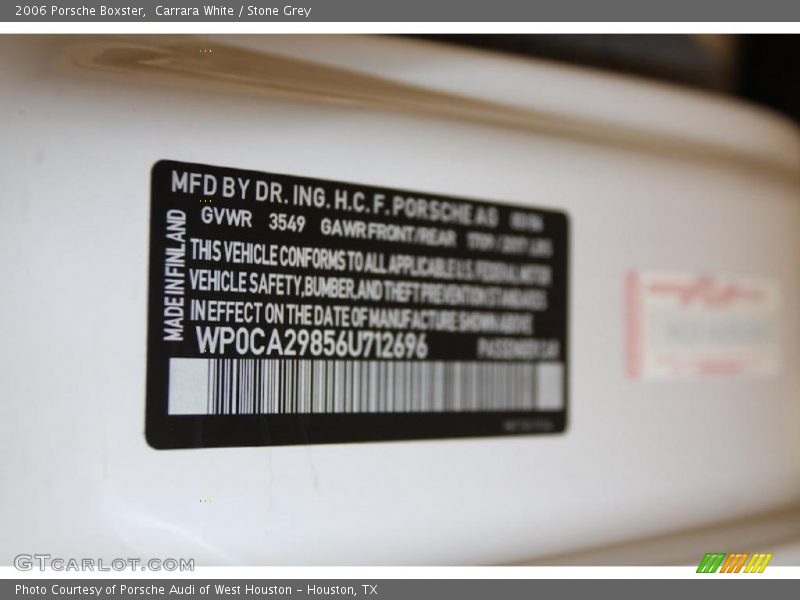 2006 Porsche Boxster, Carrara White / Stone Grey
MFD BY DR. ING. H.C. F. PORSCHE AG
GVWR 3549 GAWR FRONT/REAR
MADE IN FINLAND
THIS VEHICLE CONFORMS TO ALL APPLICABLE U.S. FEDERAL MOTOR
VEHICLE SAFETY, BUMBER, AND THEFT PREVENTION STANDARDS
IN EFFECT ON THE DATE OF MANUFACTURE SHOWN ABOVE
WP0CA29856U712696 PASSENGER CAR
GTCARLOT.COM
Photo Courtesy of Porsche Audi of West Houston - Houston, TX